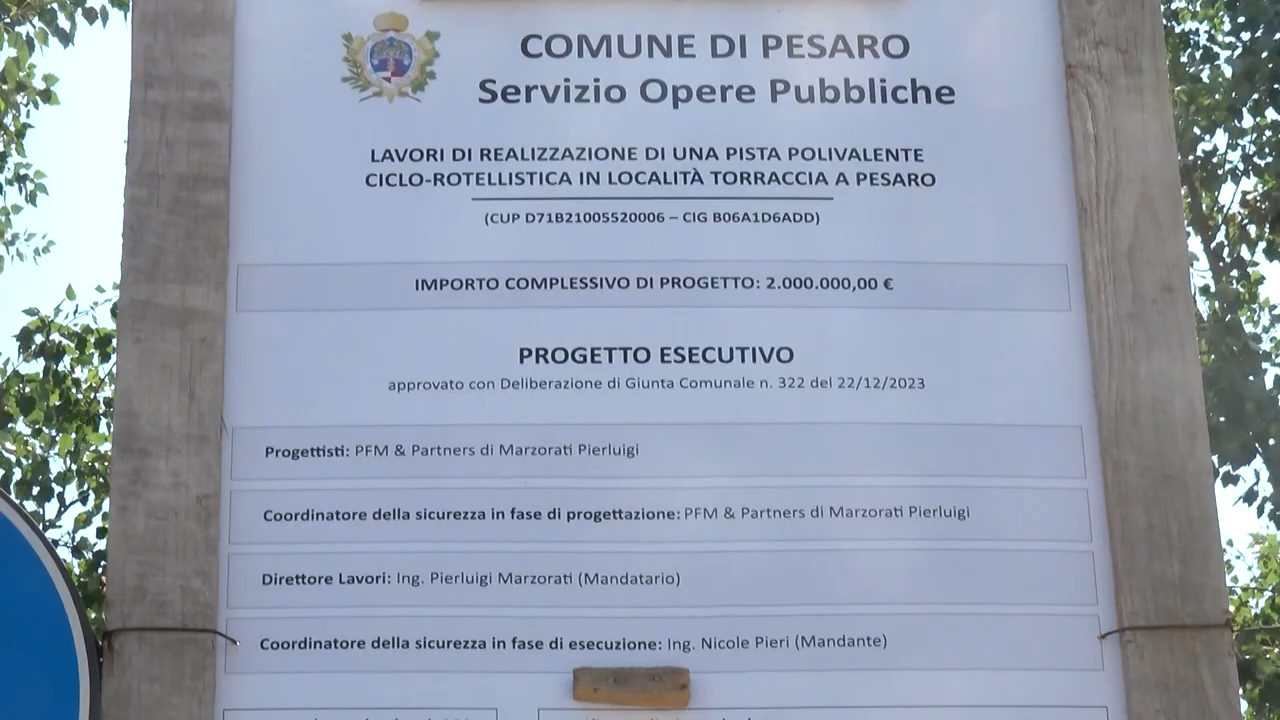 COMUNE DI PESARO
Servizio Opere Pubbliche
LAVORI DI REALIZZAZIONE DI UNA PISTA POLIVALENTE
CICLO-ROTELLISTICA IN LOCALITÀ TORRACCIA A PESARO
(CUP D71B21005520006 – CIG B06A1D6ADD)
IMPORTO COMPLESSIVO DI PROGETTO: 2.000.000,00 €
PROGETTO ESECUTIVO
approvato con Deliberazione di Giunta Comunale n. 322 del 22/12/2023
Progettisti: PFM & Partners di Marzorati Pierluigi
Coordinatore della sicurezza in fase di progettazione: PFM & Partners di Marzorati Pierluigi
Direttore Lavori: Ing. Pierluigi Marzorati (Mandatario)
Coordinatore della sicurezza in fase di esecuzione: Ing. Nicole Pieri (Mandante)